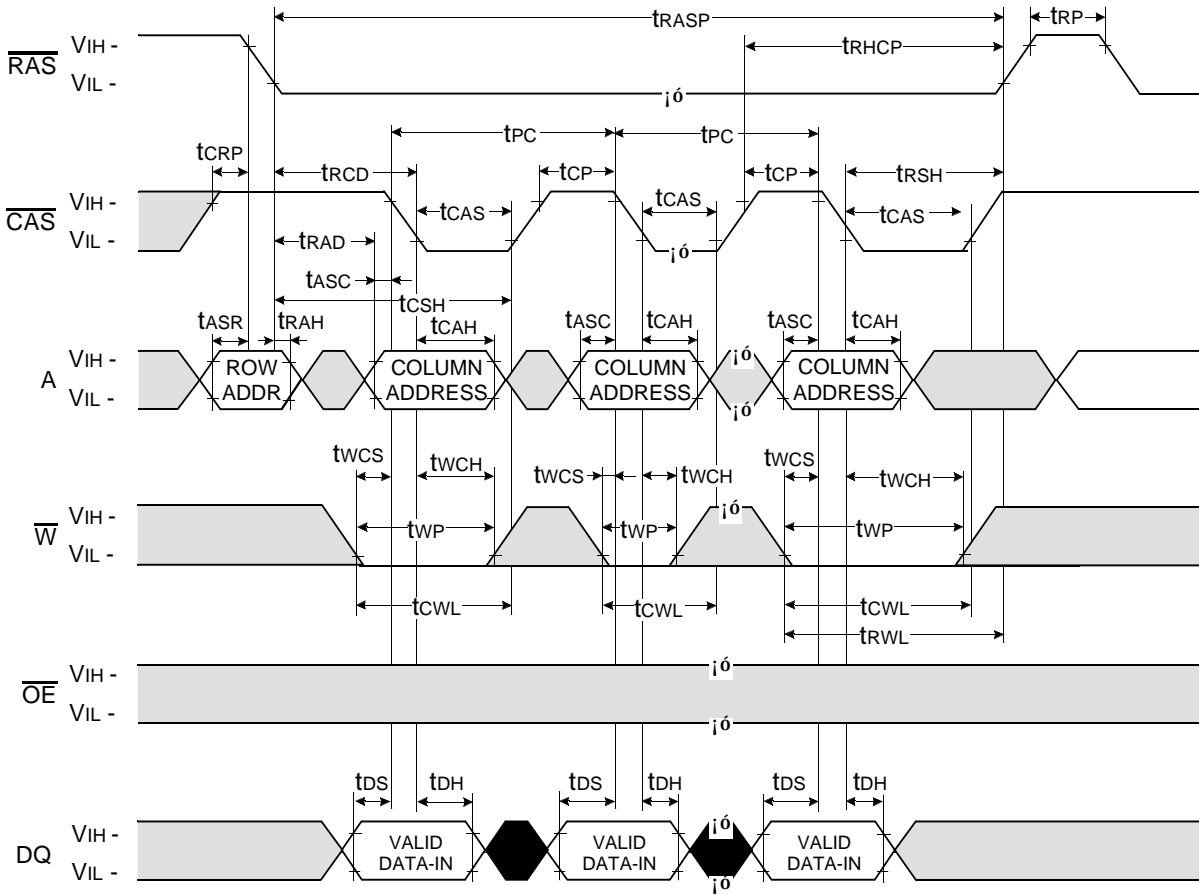 tRASP
tRP
tRHCP
RAS
VIH -
VIL -
¡ó
tPC
tPC
tCRP
tRCD
tCP
tCP
tRSH
CAS
VIH -
VIL -
tCAS
tCAS
tCAS
¡ó
tRAD
tASC
tCSH
tASR
tRAH
tCAH
tASC
tCAH
tASC
tCAH
A
VIH -
VIL -
ROW
ADDR
COLUMN
ADDRESS
COLUMN
ADDRESS
¡ó
¡ó
COLUMN
ADDRESS
tWCS
tWCH
tWCS
tWCH
tWCS
tWCH
W
VIH -
VIL -
tWP
tWP
¡ó
tWP
tCWL
tCWL
tCWL
tRWL
OE
VIH -
VIL -
¡ó
¡ó
tDS
tDH
tDS
tDH
tDS
tDH
DQ
VIH -
VIL -
VALID
DATA-IN
VALID
DATA-IN
¡ó
¡ó
VALID
DATA-IN